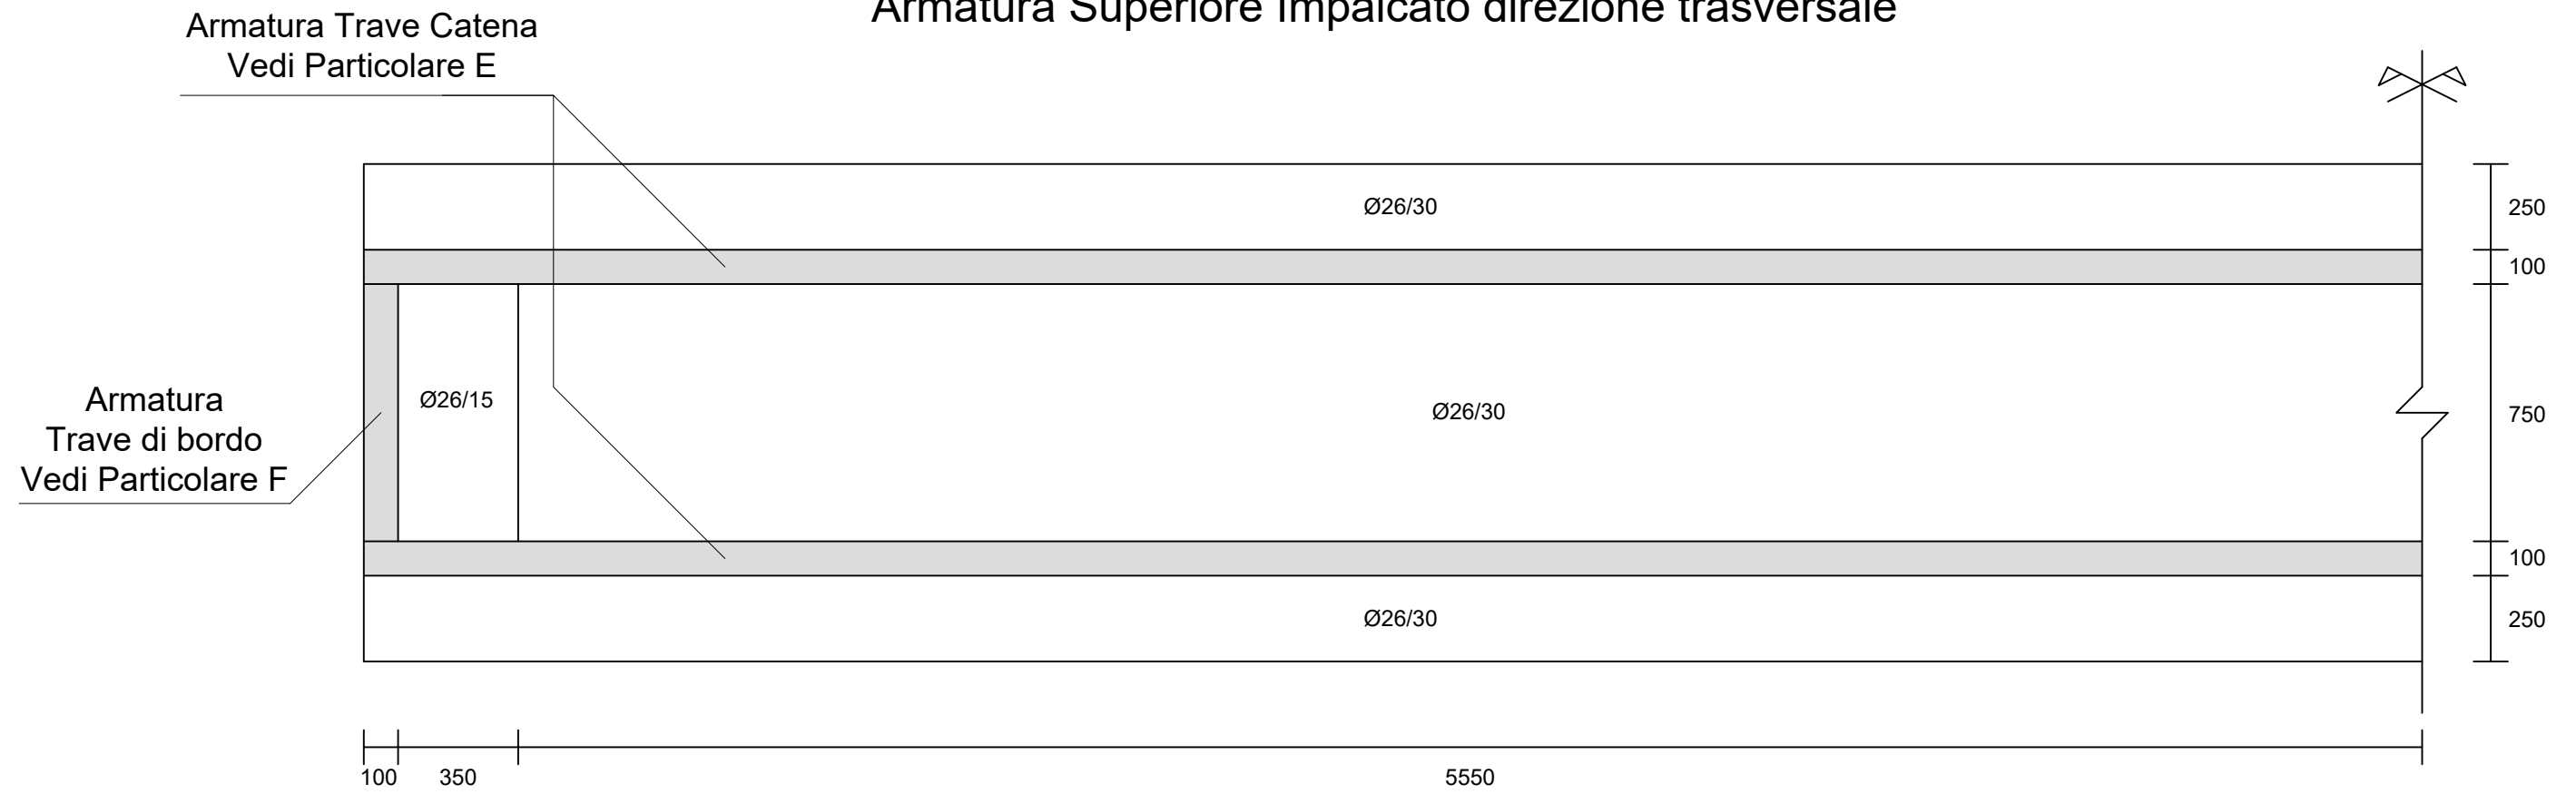 Armatura Superiore Impalcato direzione trasversale
Armatura Trave Catena
Vedi Particolare E
Ø26/30
250
100
Armatura
Trave di bordo
Vedi Particolare F
Ø26/15
Ø26/30
750
100
Ø26/30
250
100
350
5550